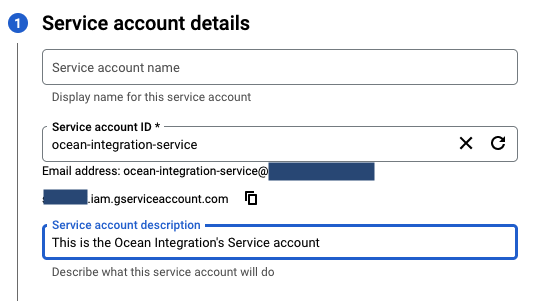 1 Service account details
Service account name
Display name for this service account
Service account ID *
ocean-integration-service
Email address: ocean-integration-service@
.iam.gserviceaccount.com
Service account description
This is the Ocean Integration's Service account
Describe what this service account will do